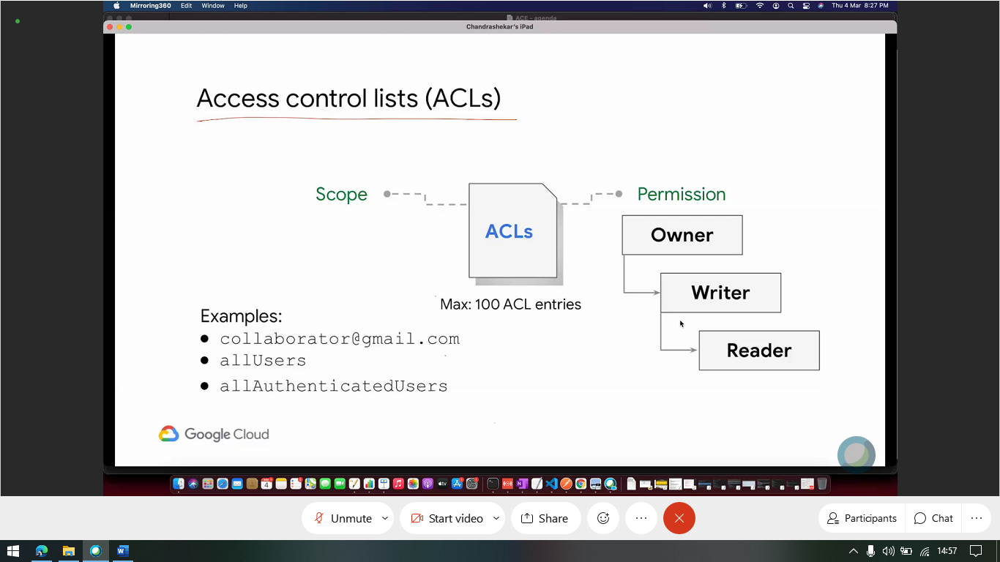 Mirroring360 Edit Window Help
Thu 4 Mar 8:27 PM
ACE - agenda
Chandrashekar's iPad
Access control lists (ACLs)
Scope
ACLs
Permission
Owner
Writer
Reader
Max: 100 ACL entries
Examples:
collaborator@gmail.com
allUsers
allAuthenticatedUsers
Google Cloud
Unmute
Start video
Share
Participants
Chat
14:57